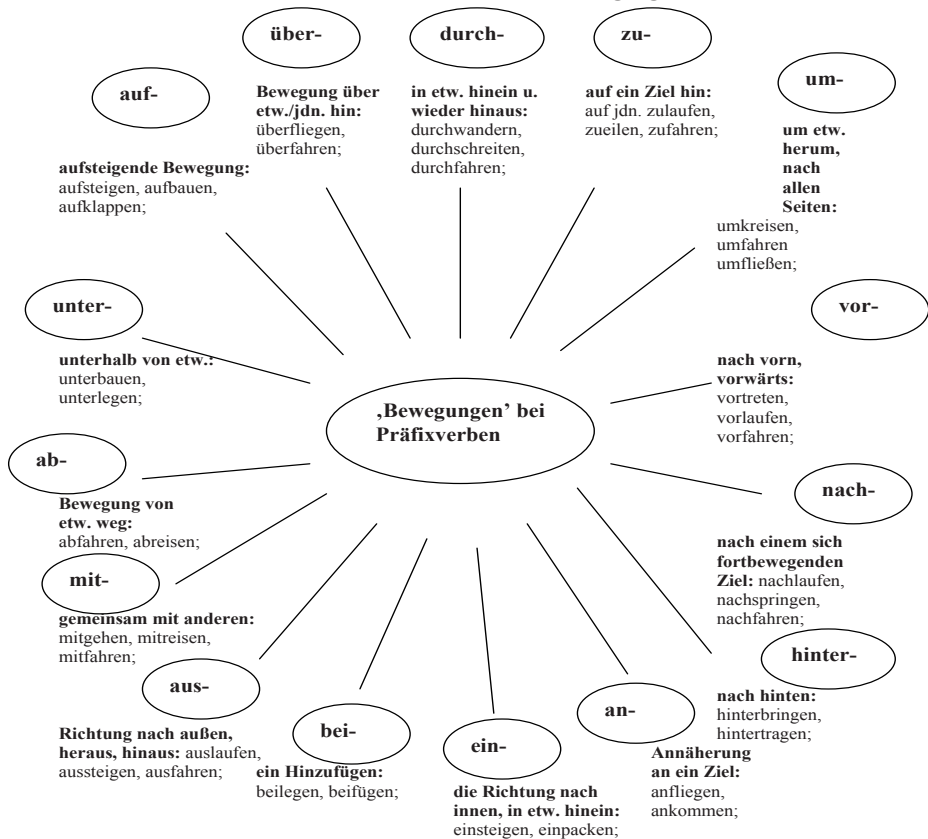 über-
durch-
zu-
um-
auf-
Bewegung über
etw./jdn. hin:
überfliegen,
überfahren;
in etw. hinein u.
wieder hinaus:
durchwandern,
durchschreiten,
durchfahren;
auf ein Ziel hin:
auf jdn. zulaufen,
zueilen, zufahren;
um etw.
herum,
nach
allen
Seiten:
umkreisen,
umfahren
umfließen;
aufsteigende Bewegung:
aufsteigen, aufbauen,
aufklappen;
unter-
unterhalb von etw.:
unterbauen,
unterlegen;
vor-
nach vorn,
vorwärts:
vortreten,
vorlaufen,
vorfahren;
‚Bewegungen’ bei
Präfixverben
ab-
Bewegung von
etw. weg:
abfahren, abreisen;
nach-
nach einem sich
fortbewegenden
Ziel: nachlaufen,
nachspringen,
nachfahren;
mit-
gemeinsam mit anderen:
mitgehen, mitreisen,
mitfahren;
hinter-
nach hinten:
hinterbringen,
hintertragen;
aus-
Richtung nach außen,
heraus, hinaus: auslaufen,
aussteigen, ausfahren;
bei-
ein Hinzufügen:
beilegen, beifügen;
ein-
die Richtung nach
innen, in etw. hinein:
einsteigen, einpacken;
an-
Annäherung
an ein Ziel:
anfliegen,
ankommen;